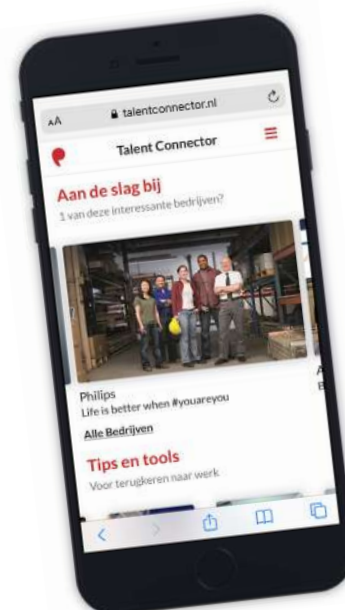 AA talentconnector.nl
Talent Connector
Aan de slag bij
1 van deze interessante bedrijven?
Philips
Life is better when #youareyou
Alle Bedrijven
Tips en tools
Voor terugkeren naar werk